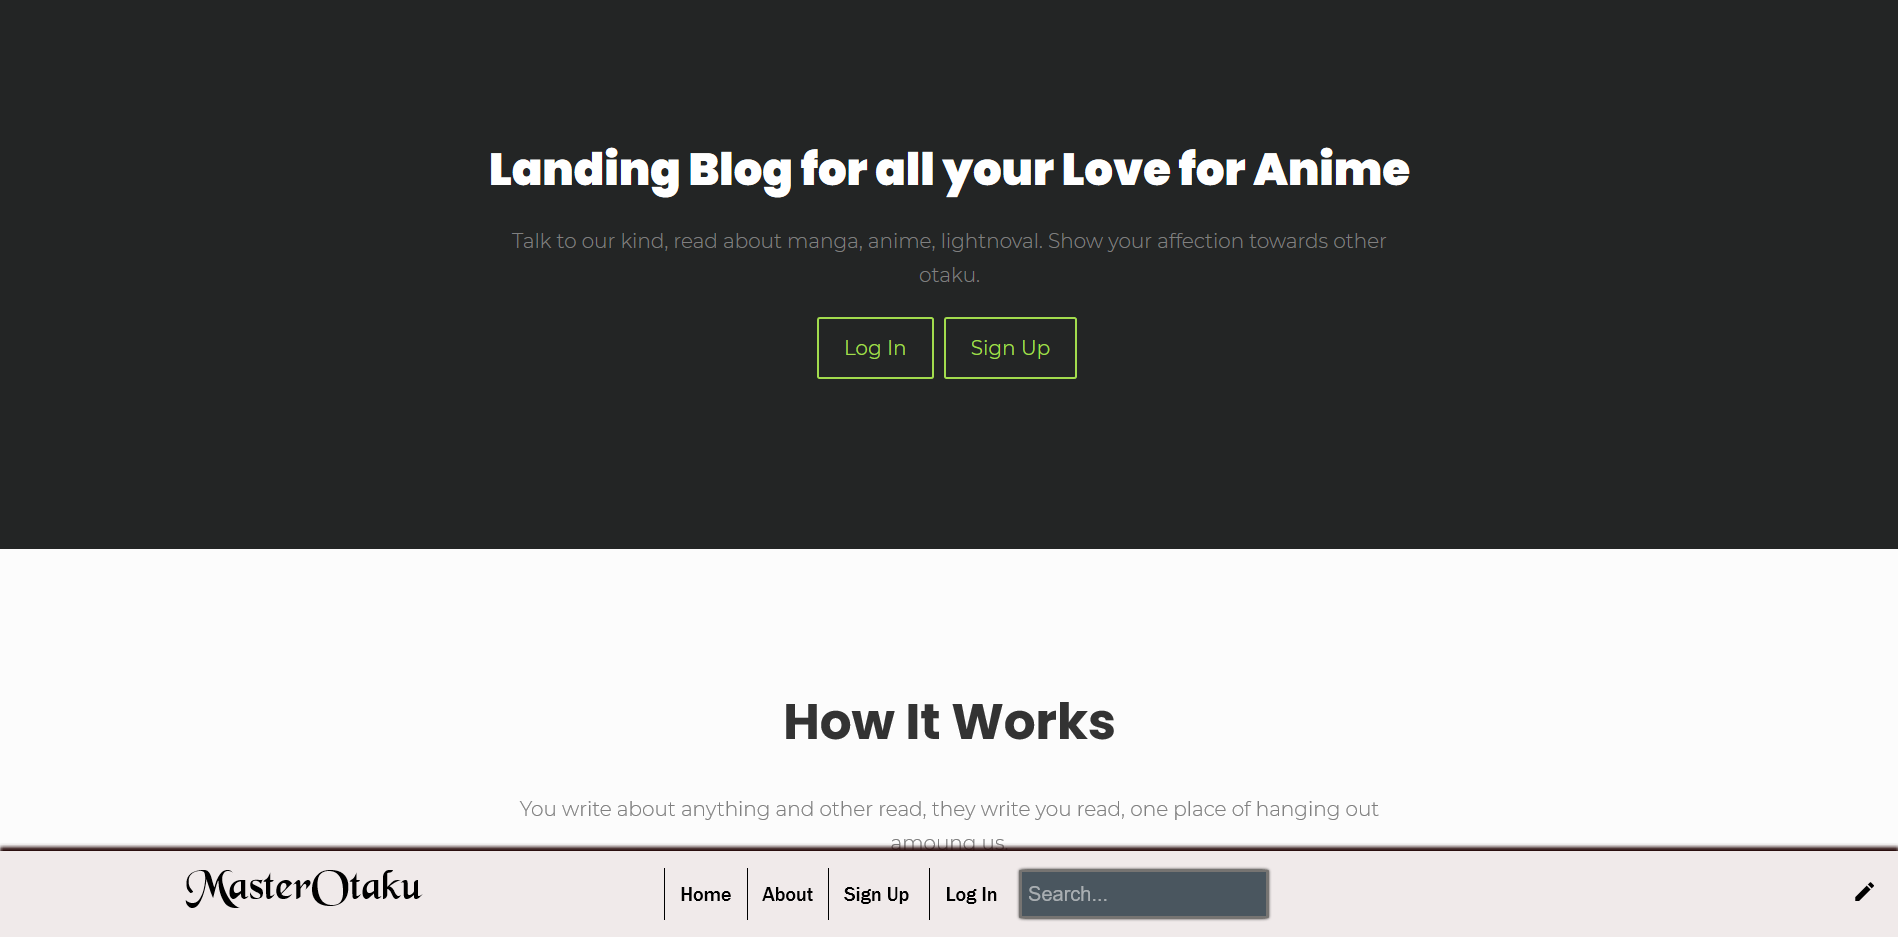 Landing Blog for all your Love for Anime
Talk to our kind, read about manga, anime, lightnoval. Show your affection towards other
otaku.
Log In
Sign Up
How It Works
You write about anything and other read, they write you read, one place of hanging out
amoung us
MasterOtaku
Home
About
Sign Up
Log In
Search...